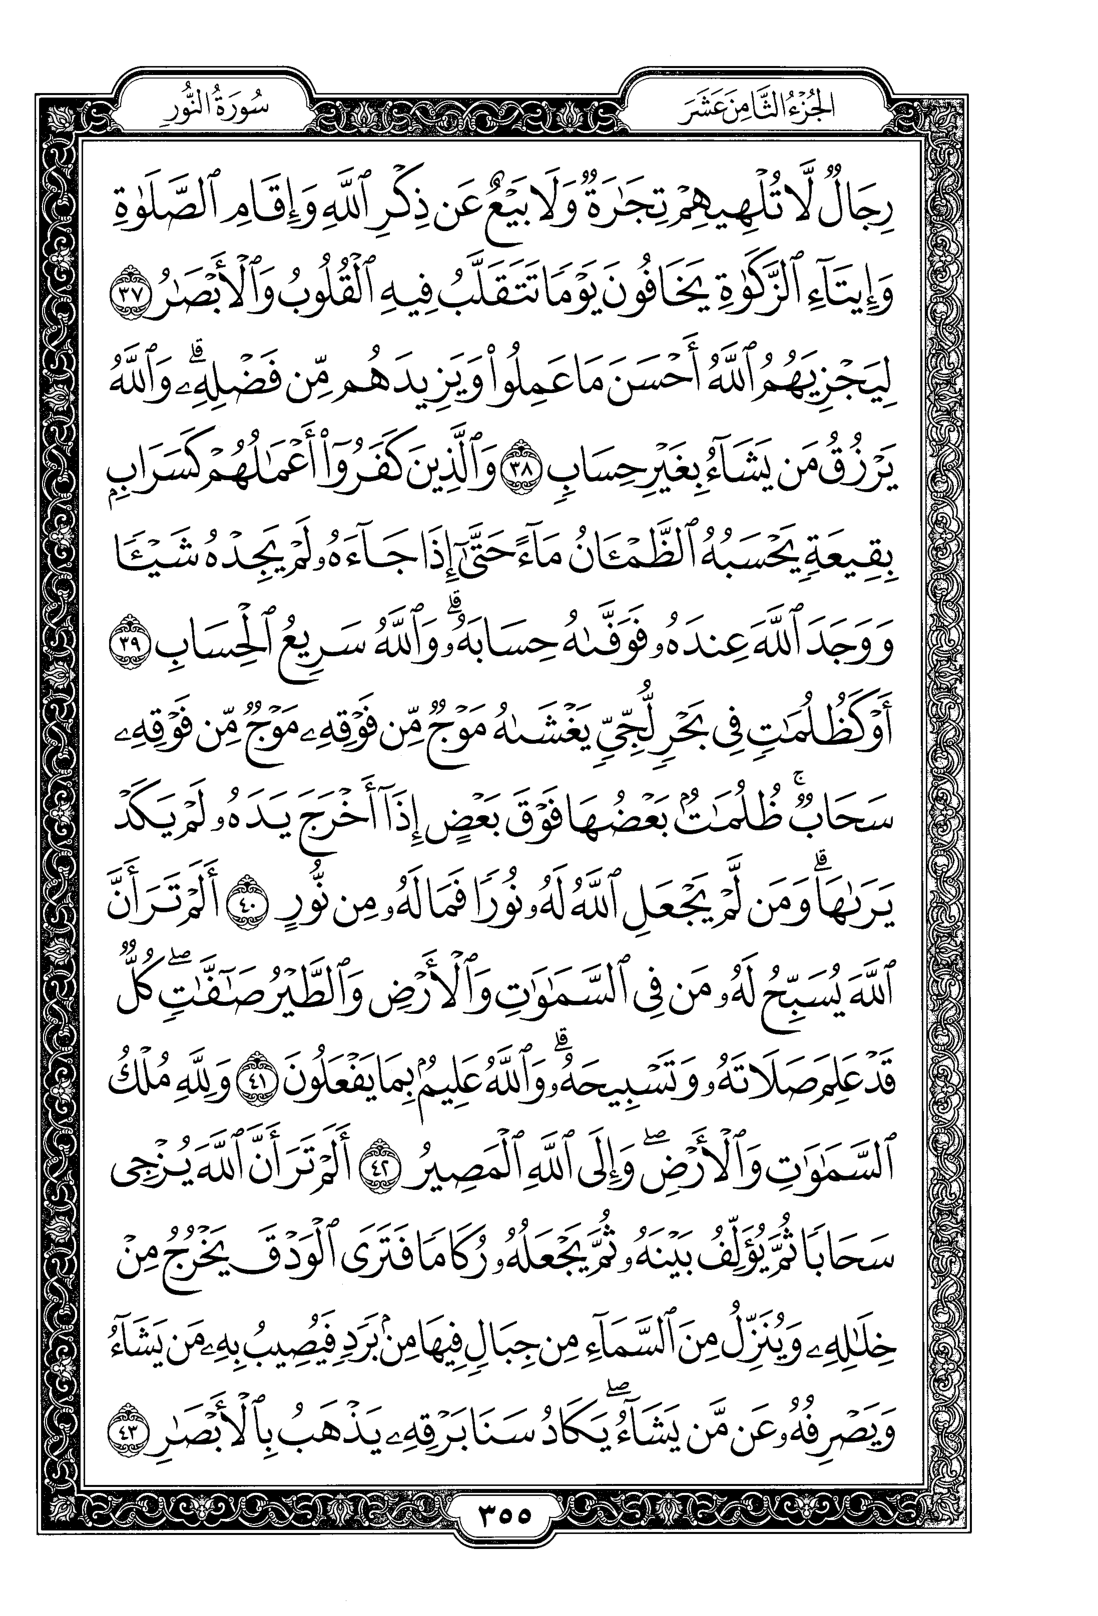 الجُزْءُ الثَّامِنَ عَشَرَ
سُورَةُ النُّورِ
رِجَالٌ لَّا تُلْهِيهِمْ تِجَٰرَةٌ وَلَا بَيْعٌ عَن ذِكْرِ ٱللَّهِ وَإِقَامِ ٱلصَّلَوٰةِ
وَإِيتَآءِ ٱلزَّكَوٰةِ يَخَافُونَ يَوْمًا تَتَقَلَّبُ فِيهِ ٱلْقُلُوبُ وَٱلْأَبْصَٰرُ ٣٧
لِيَجْزِيَهُمُ ٱللَّهُ أَحْسَنَ مَا عَمِلُوا۟ وَيَزِيدَهُم مِّن فَضْلِهِۦ ۗ وَٱللَّهُ
يَرْزُقُ مَن يَشَآءُ بِغَيْرِ حِسَابٍ ٣٨ وَٱلَّذِينَ كَفَرُوٓا۟ أَعْمَٰلُهُمْ كَسَرَابٍۭ
بِقِيعَةٍ يَحْسَبُهُ ٱلظَّمْـَٔانُ مَآءً حَتَّىٰٓ إِذَا جَآءَهُۥ لَمْ يَجِدْهُ شَيْـًٔا
وَوَجَدَ ٱللَّهَ عِندَهُۥ فَوَفَّىٰهُ حِسَابَهُۥ ۗ وَٱللَّهُ سَرِيعُ ٱلْحِسَابِ ٣٩
أَوْ كَظُلُمَٰتٍ فِى بَحْرٍ لُّجِّىٍّ يَغْشَىٰهُ مَوْجٌ مِّن فَوْقِهِۦ مَوْجٌ مِّن فَوْقِهِۦ
سَحَابٌ ۚ ظُلُمَٰتٌۢ بَعْضُهَا فَوْقَ بَعْضٍ إِذَآ أَخْرَجَ يَدَهُۥ لَمْ يَكَدْ
يَرَىٰهَا ۗ وَمَن لَّمْ يَجْعَلِ ٱللَّهُ لَهُۥ نُورًا فَمَا لَهُۥ مِن نُّورٍ ٤٠ أَلَمْ تَرَ أَنَّ
ٱللَّهَ يُسَبِّحُ لَهُۥ مَن فِى ٱلسَّمَٰوَٰتِ وَٱلْأَرْضِ وَٱلطَّيْرُ صَٰٓفَّٰتٍ ۖ كُلٌّ
قَدْ عَلِمَ صَلَاتَهُۥ وَتَسْبِيحَهُۥ ۗ وَٱللَّهُ عَلِيمٌۢ بِمَا يَفْعَلُونَ ٤١ وَلِلَّهِ مُلْكُ
ٱلسَّمَٰوَٰتِ وَٱلْأَرْضِ ۖ وَإِلَى ٱللَّهِ ٱلْمَصِيرُ ٤٢ أَلَمْ تَرَ أَنَّ ٱللَّهَ يُزْجِى
سَحَابًا ثُمَّ يُؤَلِّفُ بَيْنَهُۥ ثُمَّ يَجْعَلُهُۥ رُكَامًا فَتَرَى ٱلْوَدْقَ يَخْرُجُ مِنْ
خِلَٰلِهِۦ وَيُنَزِّلُ مِنَ ٱلسَّمَآءِ مِن جِبَالٍ فِيهَا مِنۢ بَرَدٍ فَيُصِيبُ بِهِۦ مَن يَشَآءُ
وَيَصْرِفُهُۥ عَن مَّن يَشَآءُ ۖ يَكَادُ سَنَا بَرْقِهِۦ يَذْهَبُ بِٱلْأَبْصَٰرِ ٤٣
٣٥٥